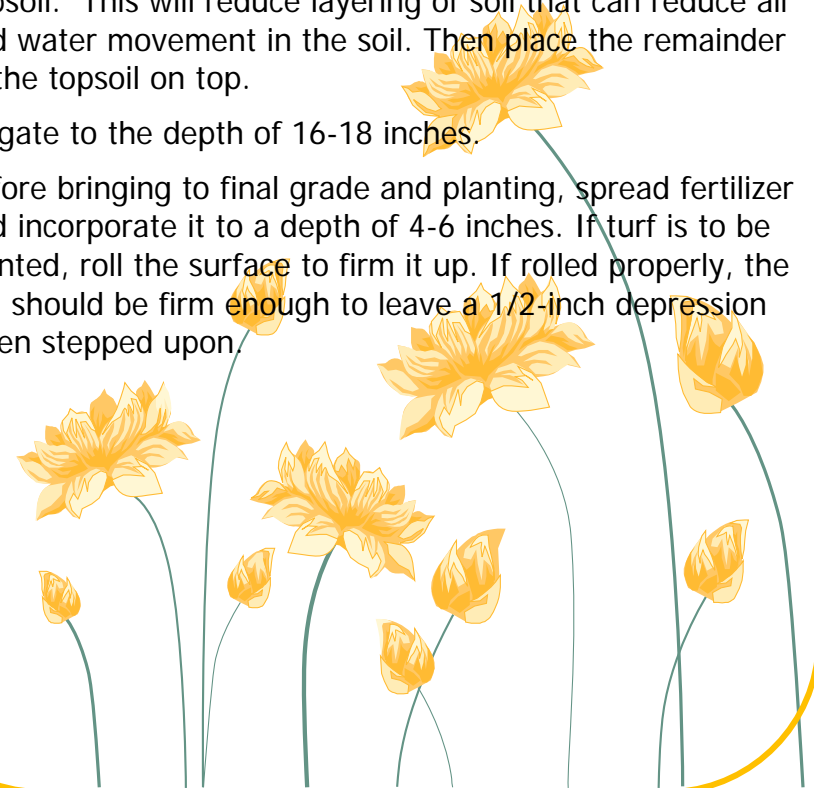 psoil. This will reduce layering of soil that can reduce
d water movement in the soil. Then place the remainder
the topsoil on top.
gate to the depth of 16-18 inches.
fore bringing to final grade and planting, spread fertilizer
d incorporate it to a depth of 4-6 inches. If turf is to be
nted, roll the surface to firm it up. If rolled properly, the
should be firm enough to leave a 1/2-inch depression
en stepped upon.